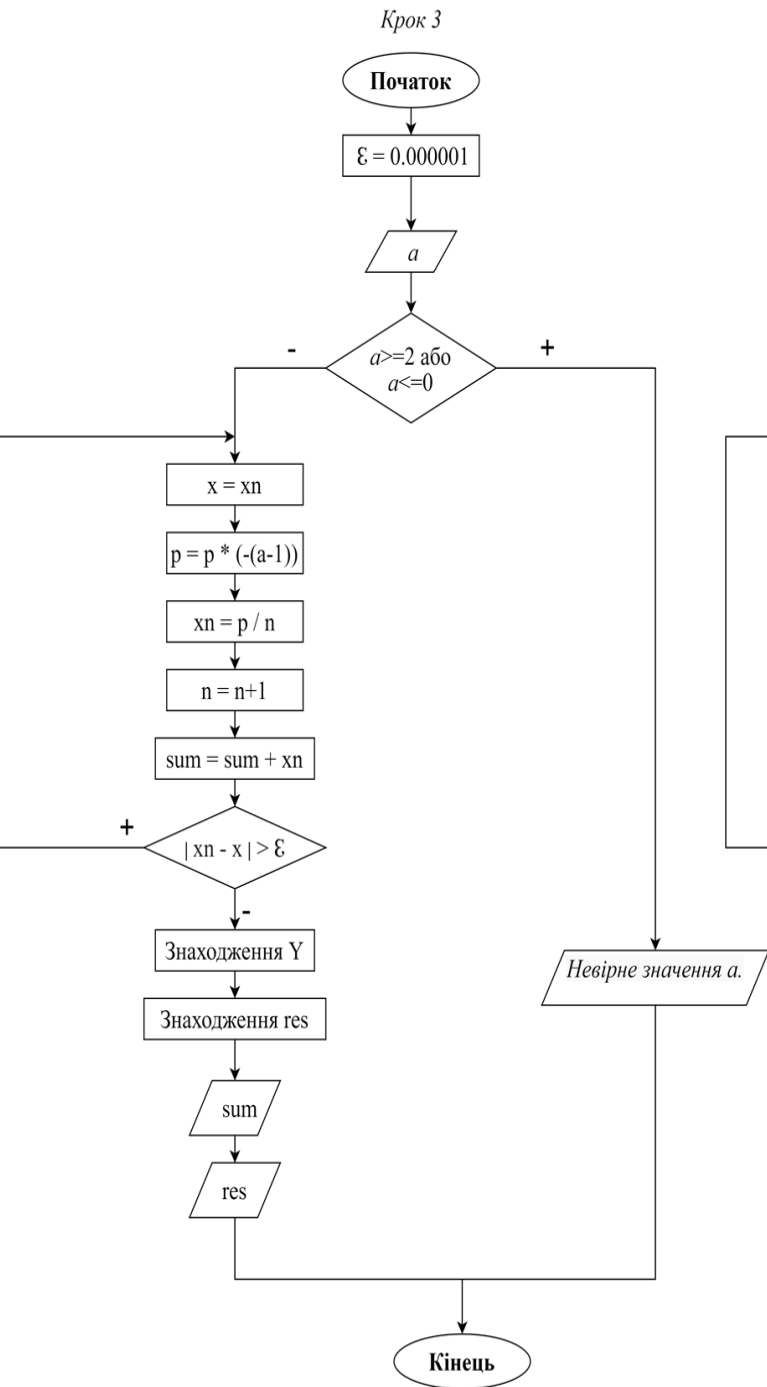 Крок 3
Початок
Ɛ = 0.000001
a
a>=2 або
a<=0
-
+
x = xn
p = p * (-(a-1))
xn = p / n
n = n+1
sum = sum + xn
+
| xn - x | > Ɛ
-
Знаходження Y
Невірне значення a.
Знаходження res
sum
res
Кінець